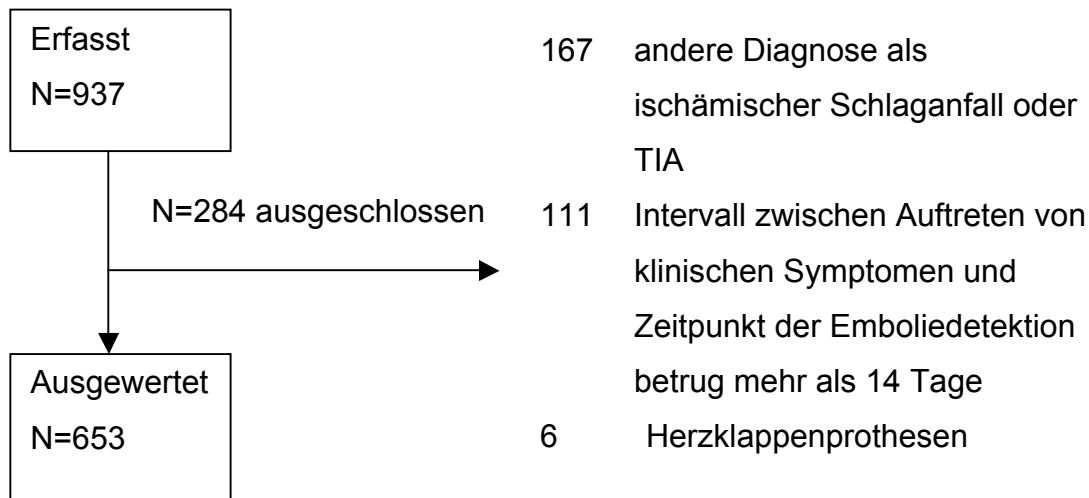 Erfasst
N=937
N=284 ausgeschlossen
Ausgewertet
N=653
167 andere Diagnose als
ischämischer Schlaganfall oder
TIA
111 Intervall zwischen Auftreten von
klinischen Symptomen und
Zeitpunkt der Emboliedetektion
betrug mehr als 14 Tage
6 Herzklappenprothesen